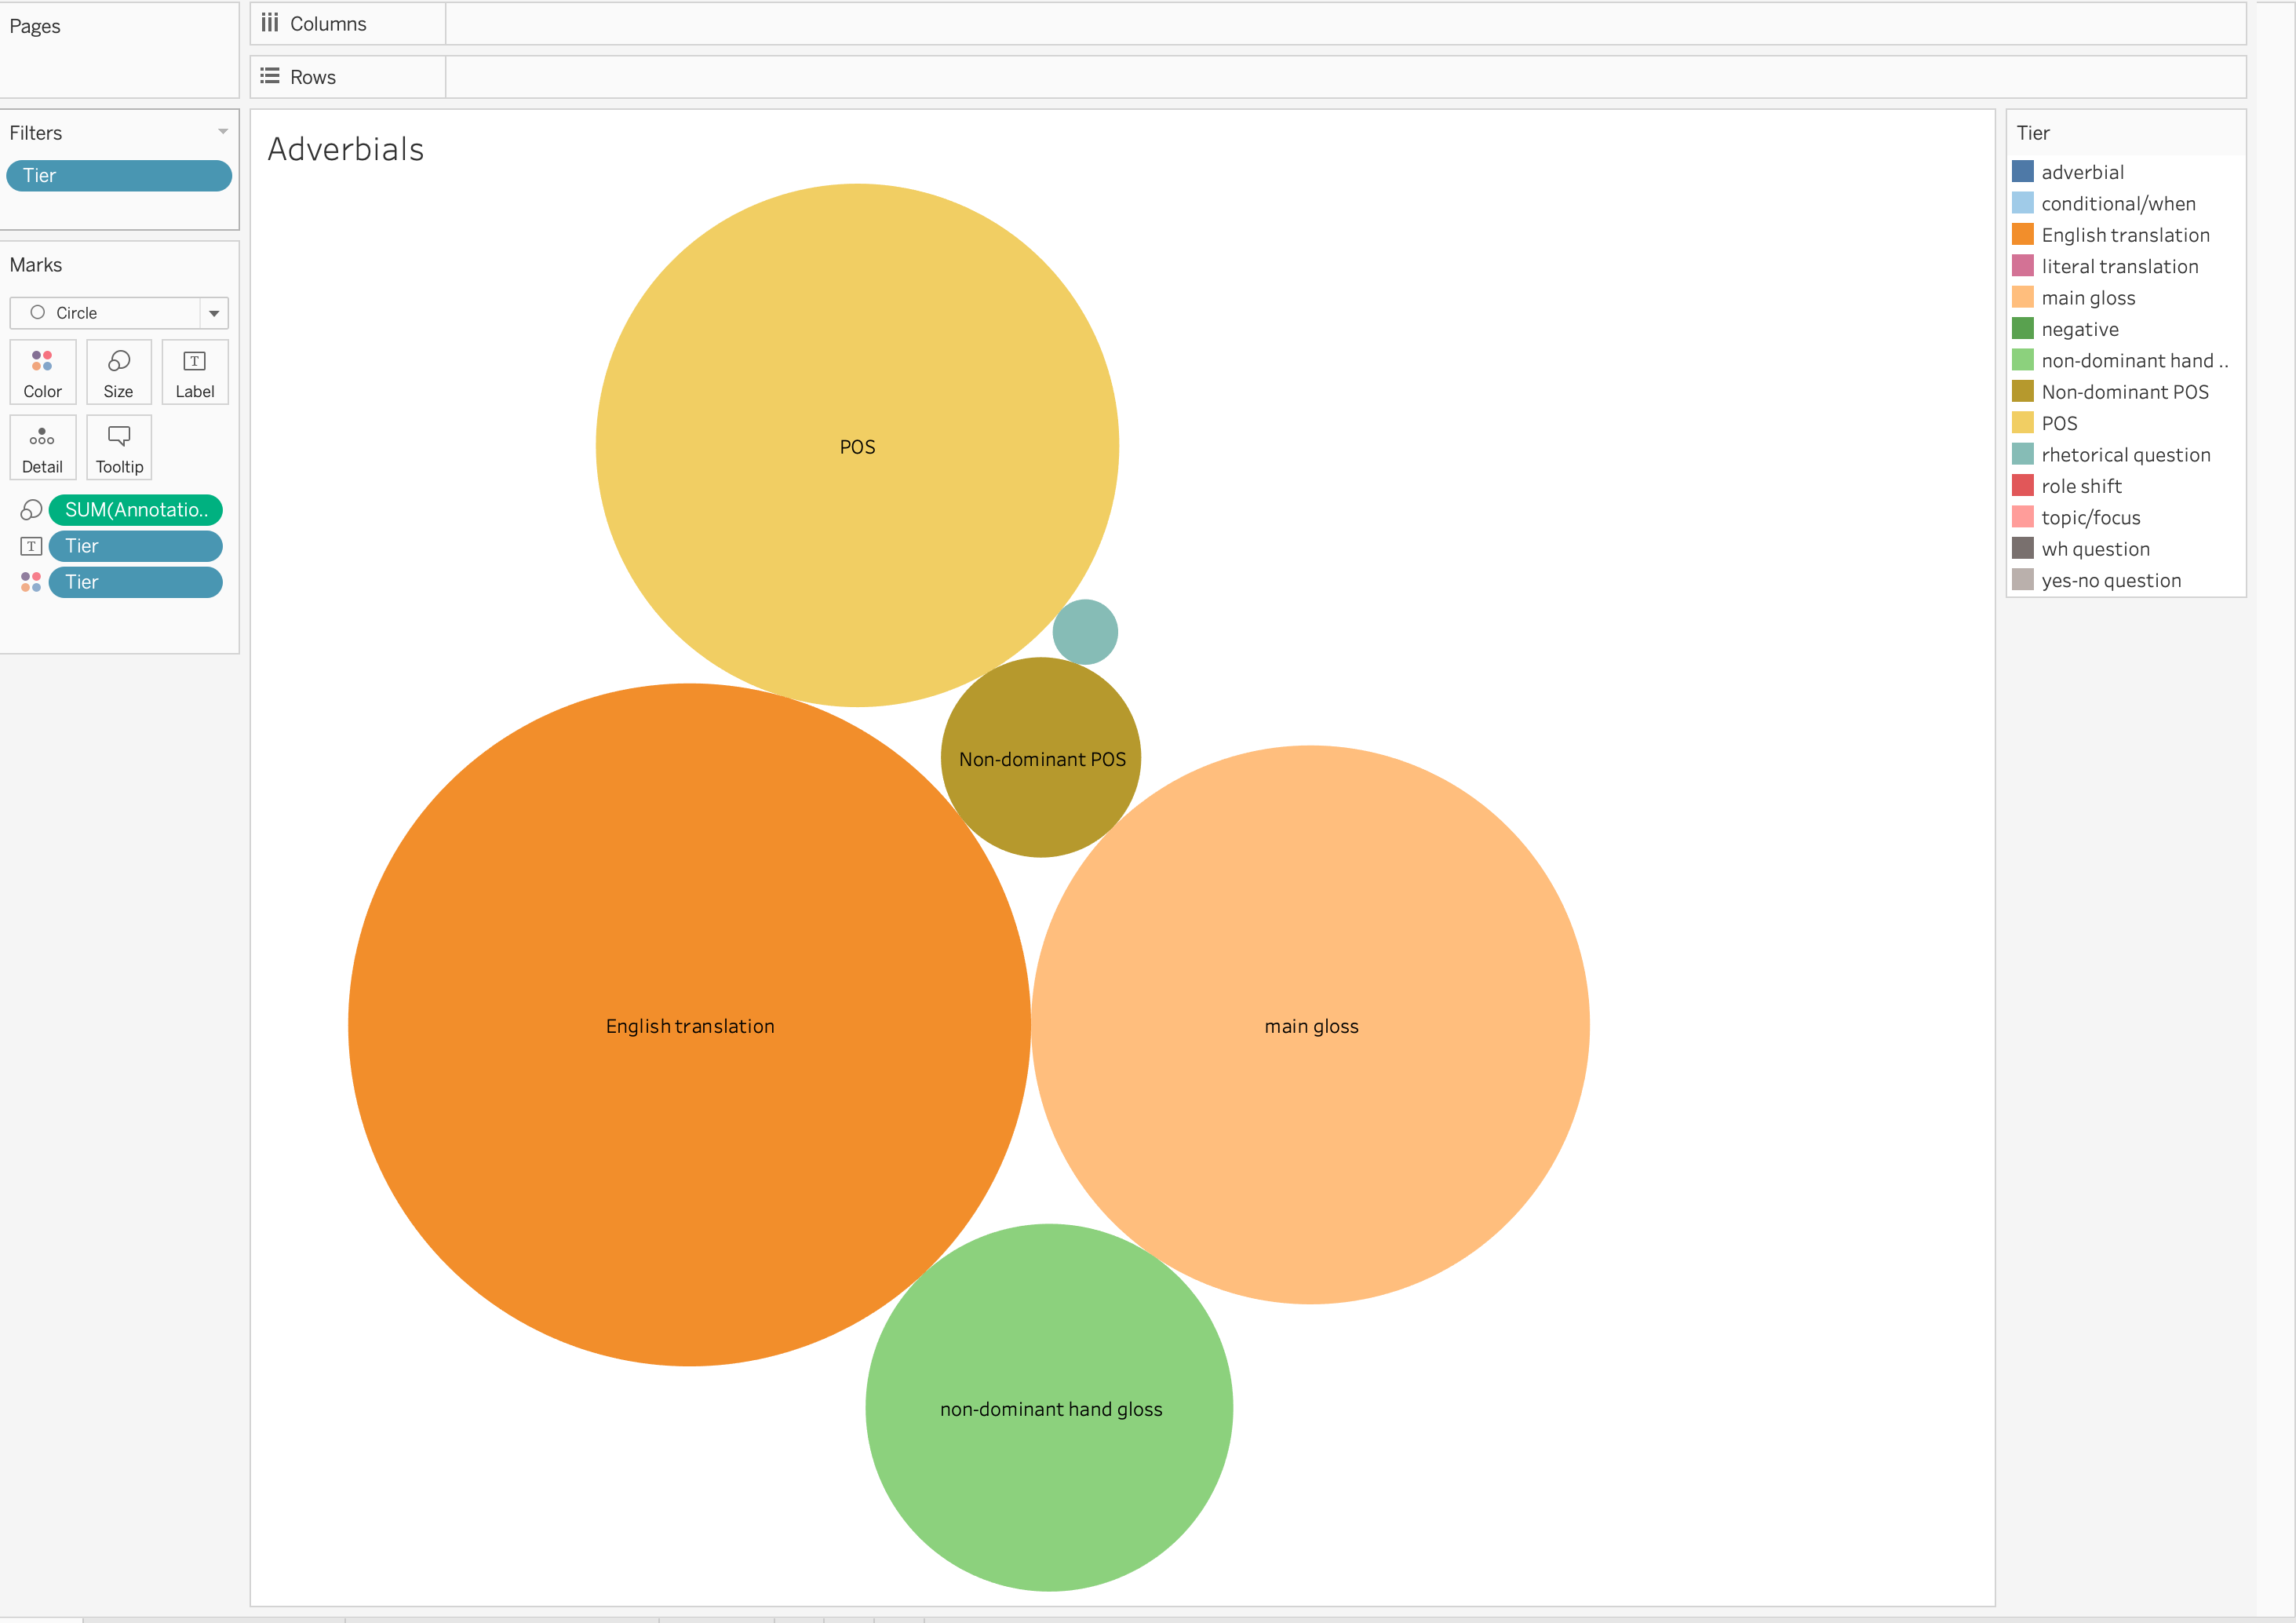 Pages
Columns
Rows
Filters
Tier
Marks
Circle
Color
Size
Label
Detail
Tooltip
SUM(Annotatio..
Tier
Tier
Adverbials
POS
Non-dominant POS
English translation
main gloss
non-dominant hand gloss
Tier
adverbial
conditional/when
English translation
literal translation
main gloss
negative
non-dominant hand ..
Non-dominant POS
POS
rhetorical question
role shift
topic/focus
wh question
yes-no question